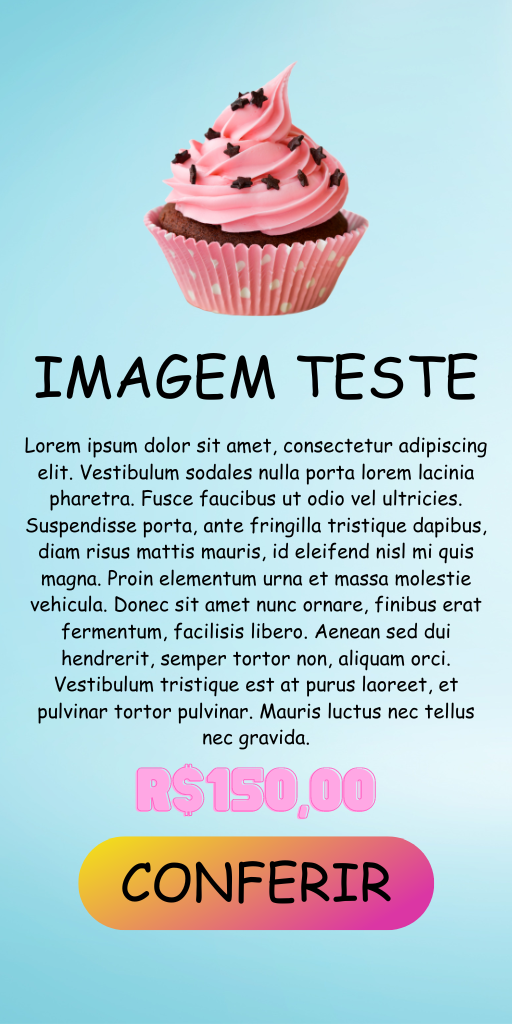 IMAGEM TESTE
Lorem ipsum dolor sit amet, consectetur adipiscing
elit. Vestibulum sodales nulla porta lorem lacinia
pharetra. Fusce faucibus ut odio vel ultricies.
Suspendisse porta, ante fringilla tristique dapibus,
diam risus mattis mauris, id eleifend nisl mi quis
magna. Proin elementum urna et massa molestie
vehicula. Donec sit amet nunc ornare, finibus erat
fermentum, facilisis libero. Aenean sed dui
hendrerit, semper tortor non, aliquam orci.
Vestibulum tristique est at purus laoreet, et
pulvinar tortor pulvinar. Mauris luctus nec tellus
nec gravida.
R$150,00
CONFERIR